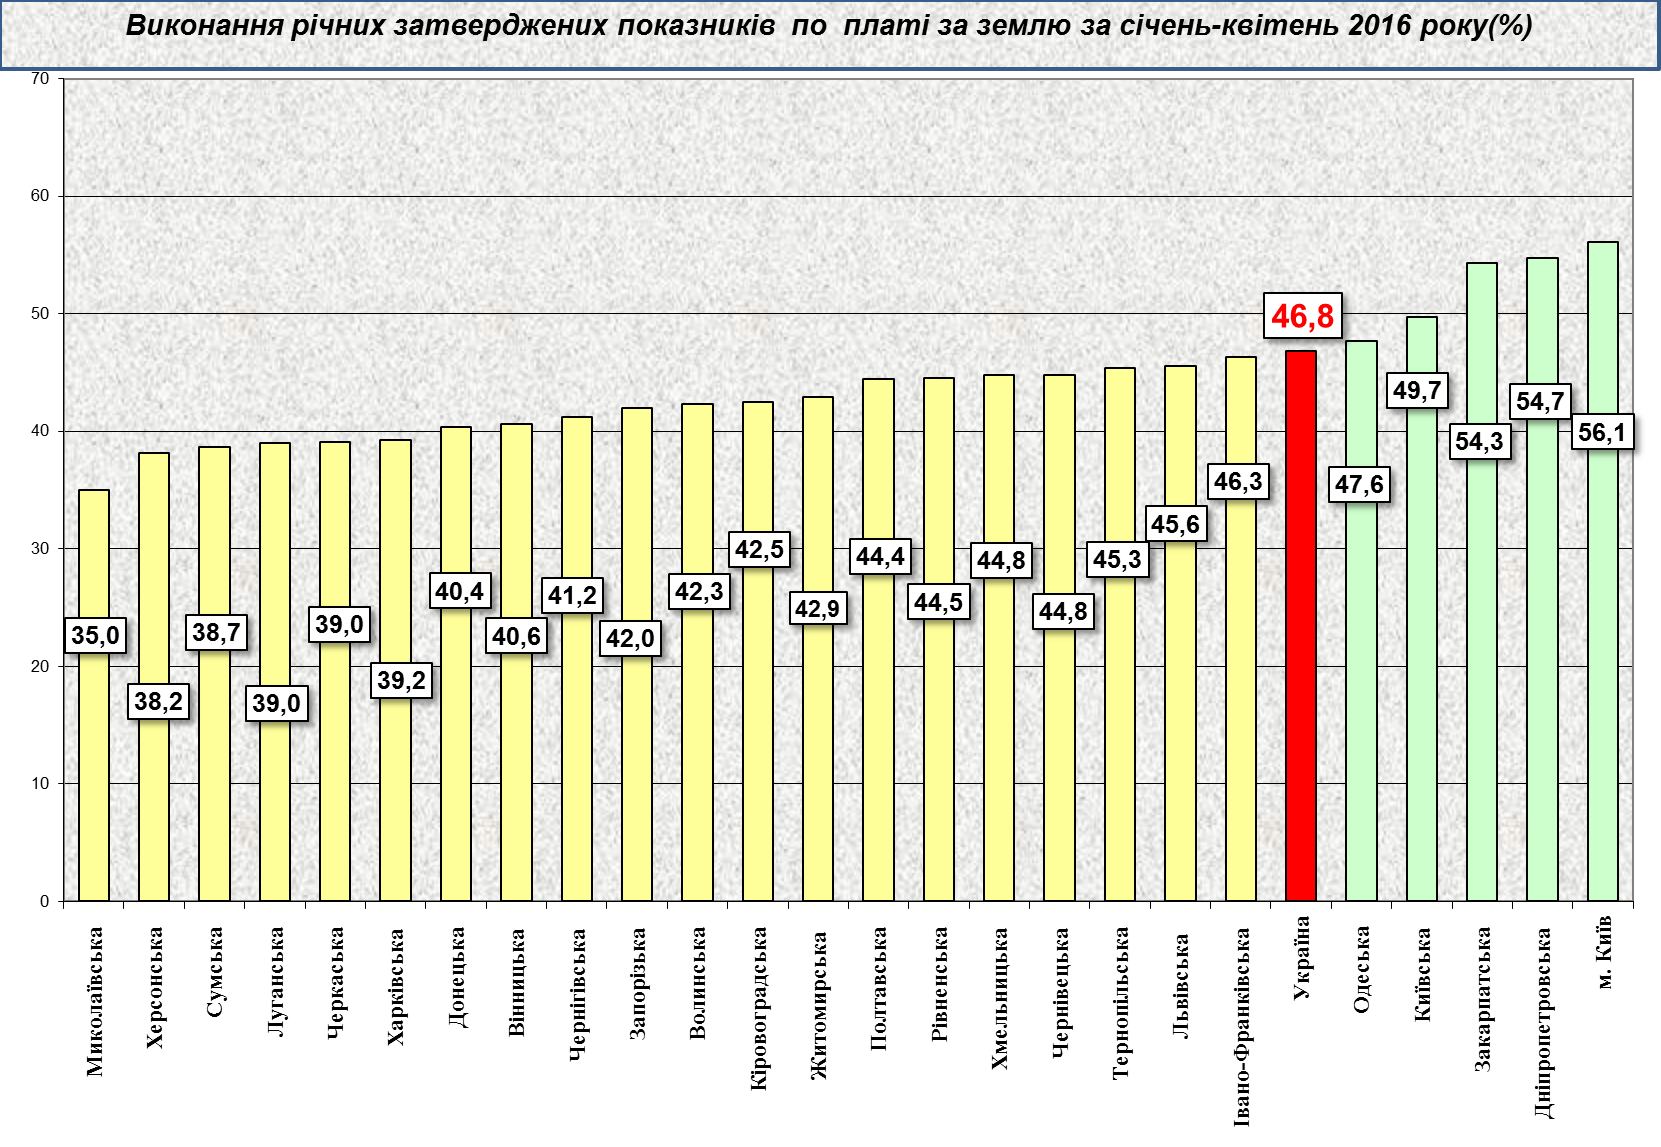 Виконання річних затверджених показників по платі за землю за січень-квітень 2016 року(%)
70
60
50
40
30
20
10
0
35,0
38,2
38,7
39,0
39,0
39,2
40,4
40,6
41,2
42,0
42,3
42,5
42,9
44,4
44,5
44,8
44,8
45,3
45,6
46,3
46,8
47,6
49,7
54,3
54,7
56,1
Миколаївська
Херсонська
Сумська
Луганська
Черкаська
Харківська
Донецька
Вінницька
Чернігівська
Запорізька
Волинська
Кіровоградська
Житомирська
Полтавська
Рівненська
Хмельницька
Чернівецька
Тернопільська
Львівська
Івано-Франківська
Україна
Одеська
Київська
Закарпатська
Дніпропетровська
м. Київ